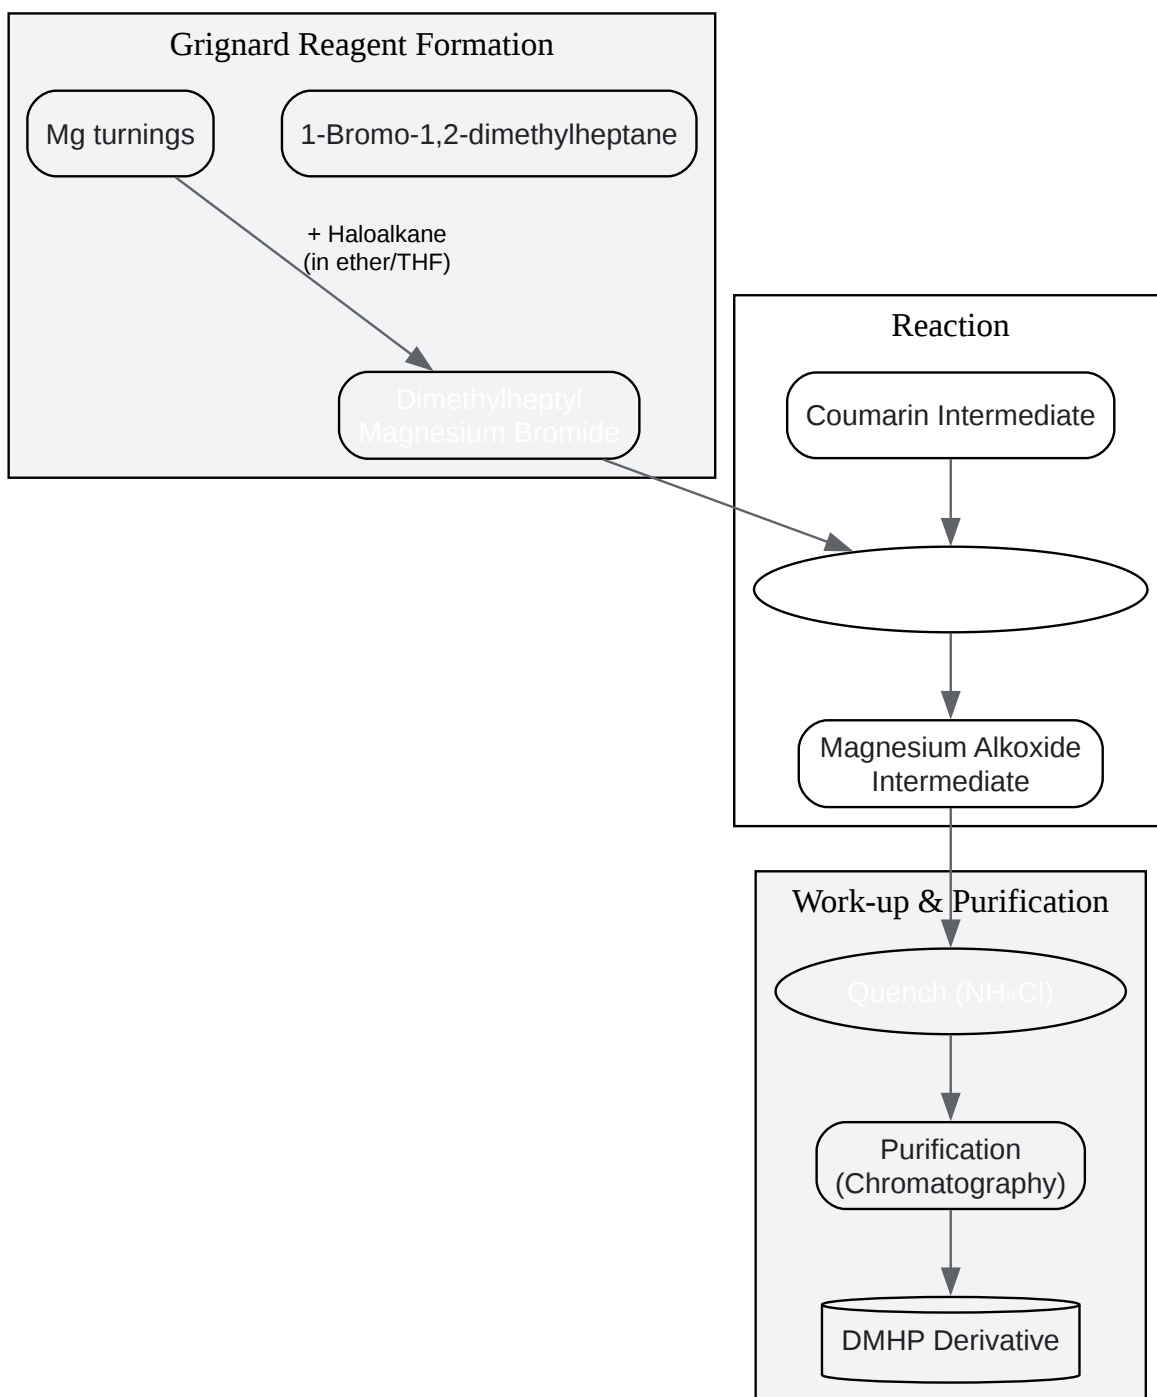 Grignard Reagent Formation
Mg turnings
1-Bromo-1,2-dimethylheptane
+ Haloalkane
(in ether/THF)
Dimethylheptyl
Magnesium Bromide
Reaction
Coumarin Intermediate
Magnesium Alkoxide
Intermediate
Work-up & Purification
Quench (NH₄Cl)
Purification
(Chromatography)
DMHP Derivative